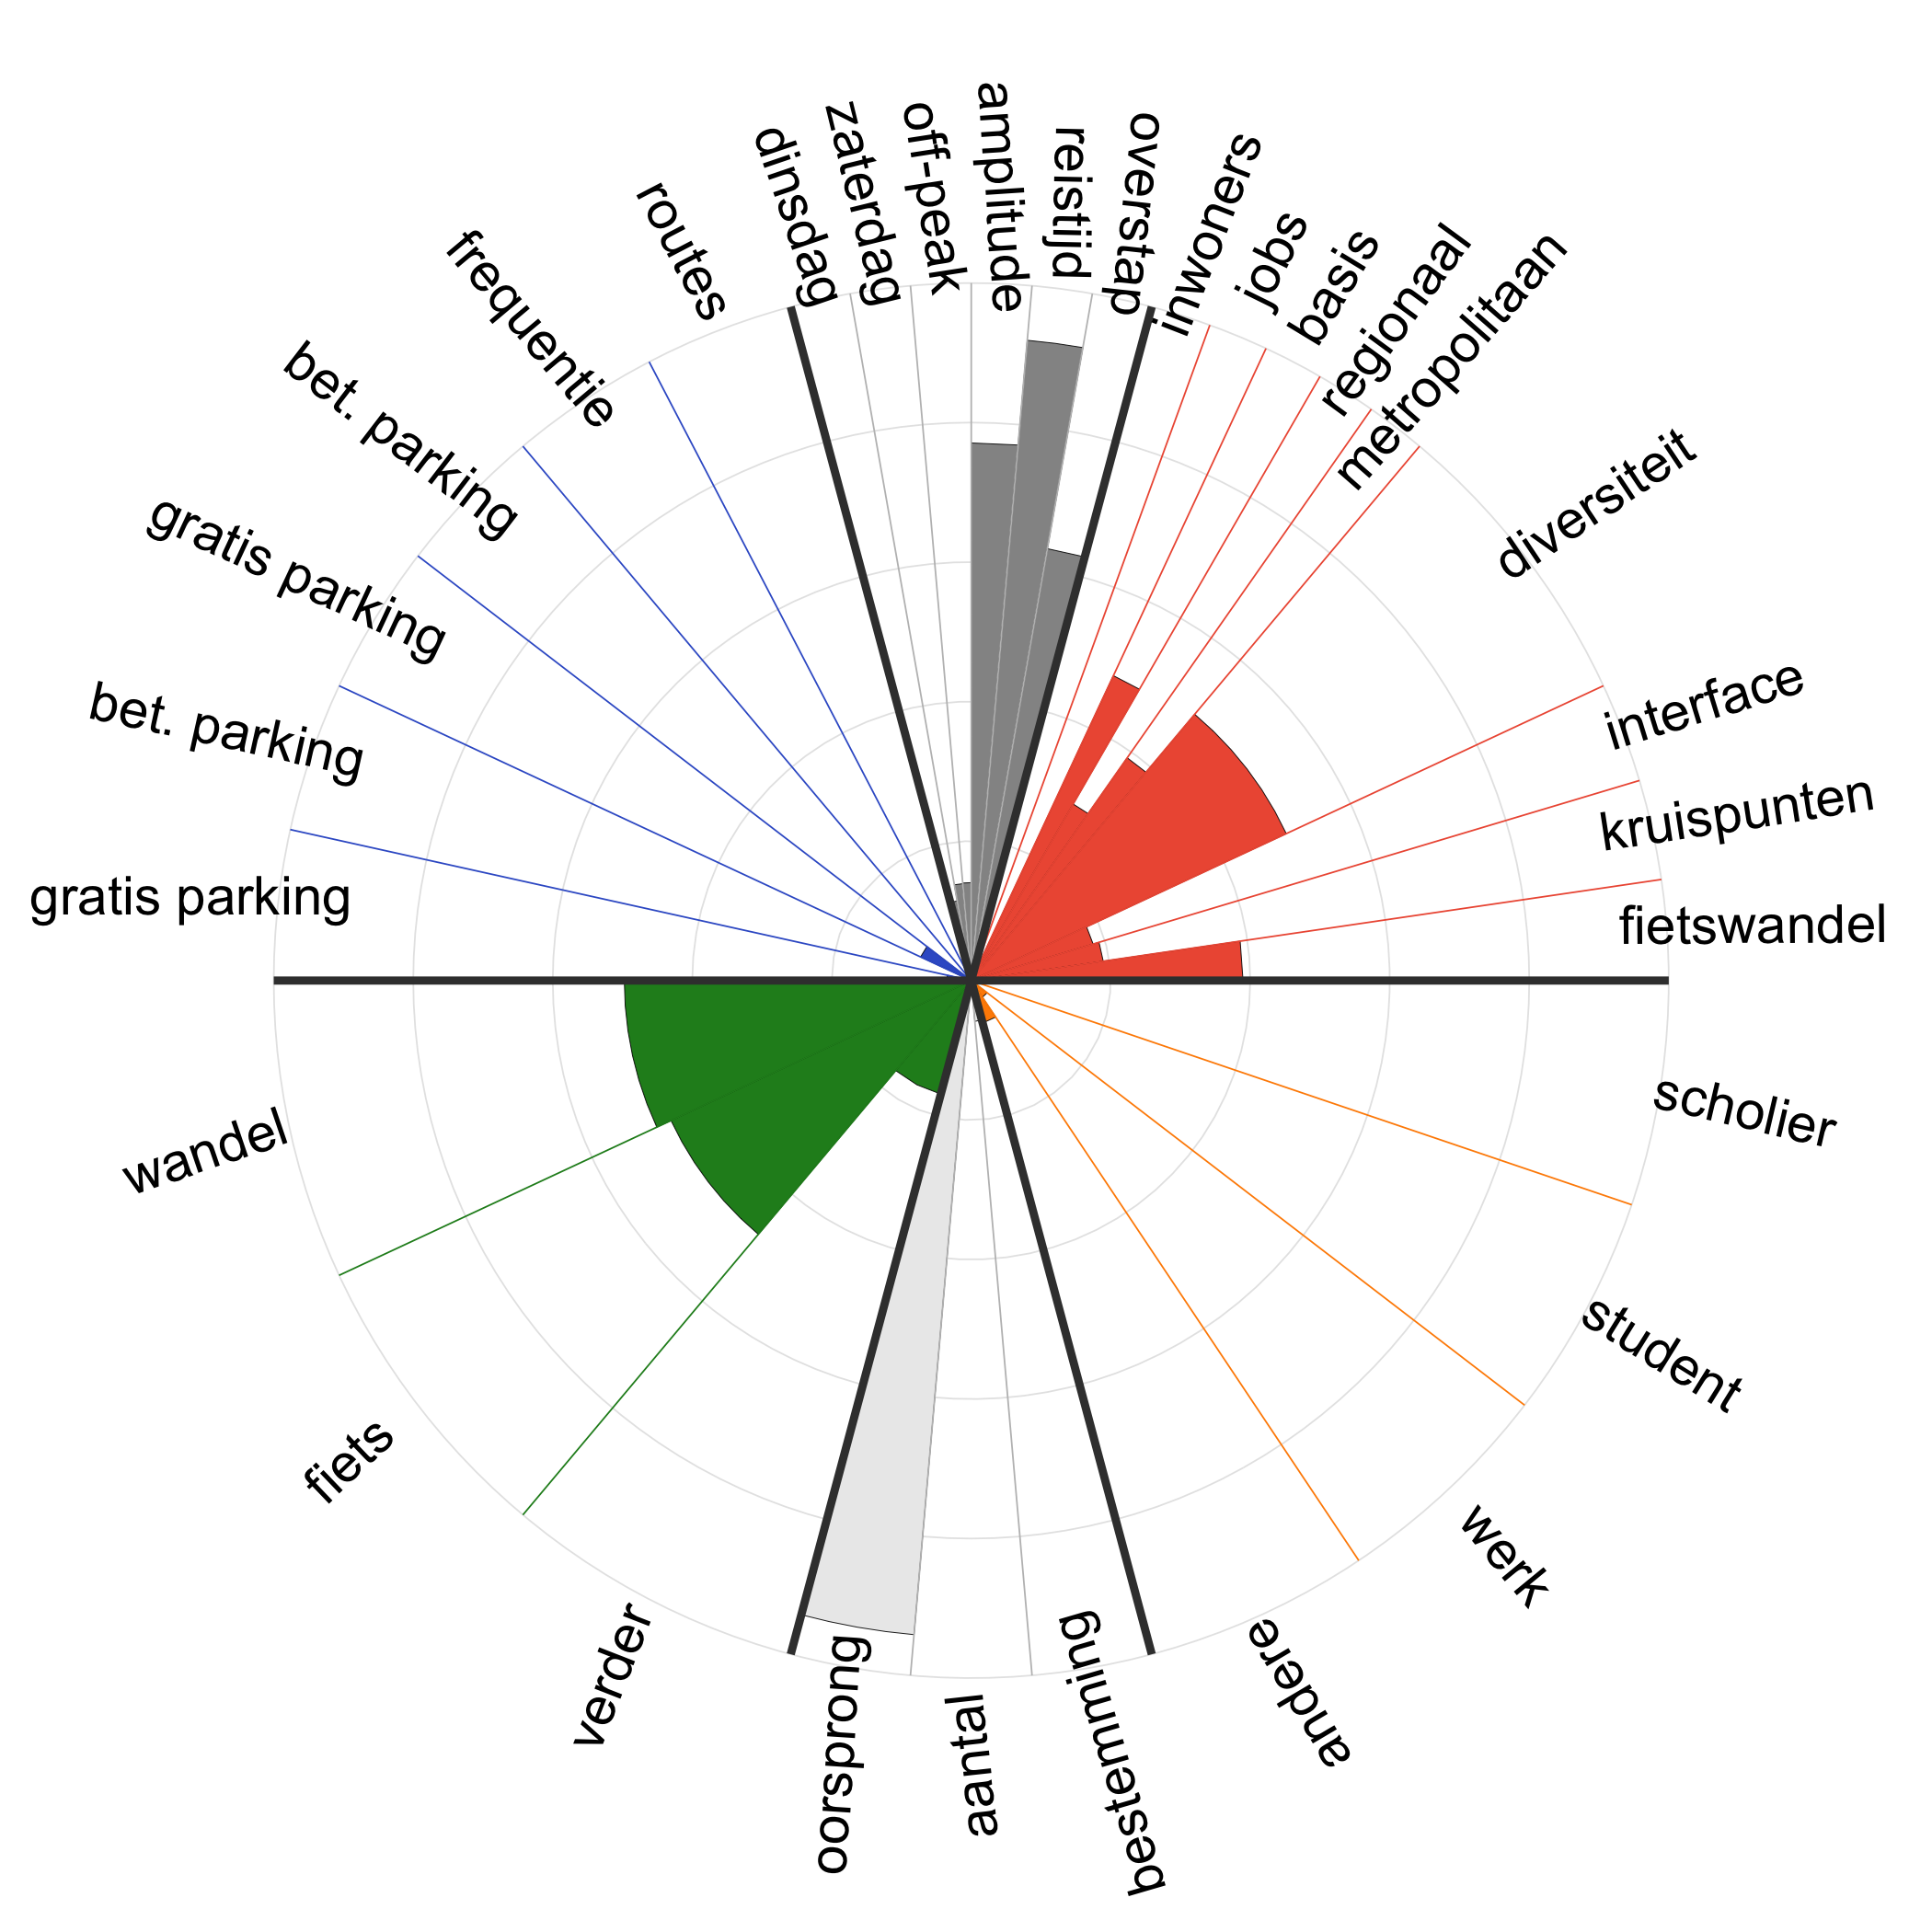 dinsdag
zaterdag
off-peak
amplitude
reistijd
overstap
inwoners
jobs
basis
regionaal
metropolitaan
diversiteit
interface
kruispunten
fietswandel
scholier
student
werk
andere
bestemming
aantal
oorsprong
verder
fiets
wandel
gratis parking
bet. parking
gratis parking
bet. parking
frequentie
routes